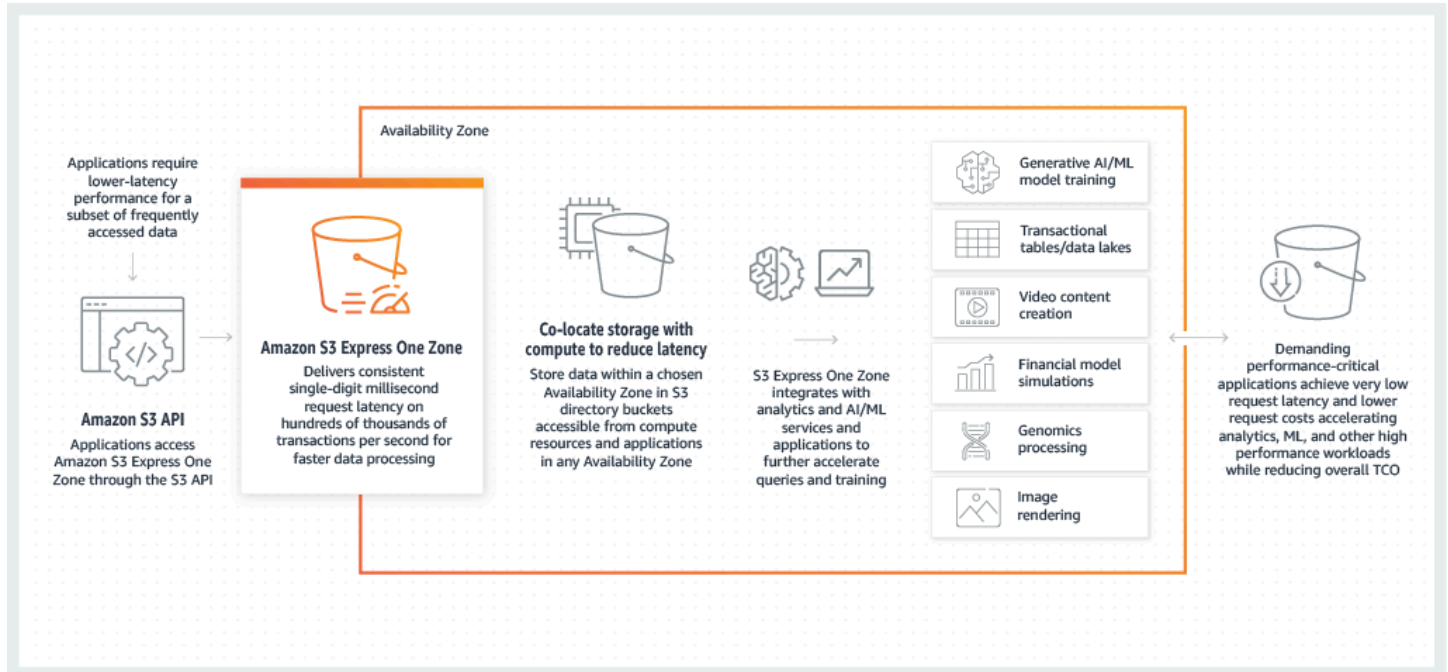 Availability Zone
Applications require
lower-latency
performance for a
subset of frequently
accessed data
Amazon S3 API
Applications access
Amazon S3 Express One
Zone through the S3 API
Amazon S3 Express One Zone
Delivers consistent
single-digit millisecond
request latency on
hundreds of thousands of
transactions per second for
faster data processing
Co-locate storage with
compute to reduce latency
Store data within a chosen
Availability Zone in S3
directory buckets
accessible from compute
resources and applications
in any Availability Zone
S3 Express One Zone
integrates with
analytics and AI/ML
services and
applications to
further accelerate
queries and training
Generative AI/ML
model training
Transactional
tables/data lakes
Video content
creation
Financial model
simulations
Genomics
processing
Image
rendering
Demanding
performance-critical
applications achieve very low
request latency and lower
request costs accelerating
analytics, ML, and other high
performance workloads
while reducing overall TCO